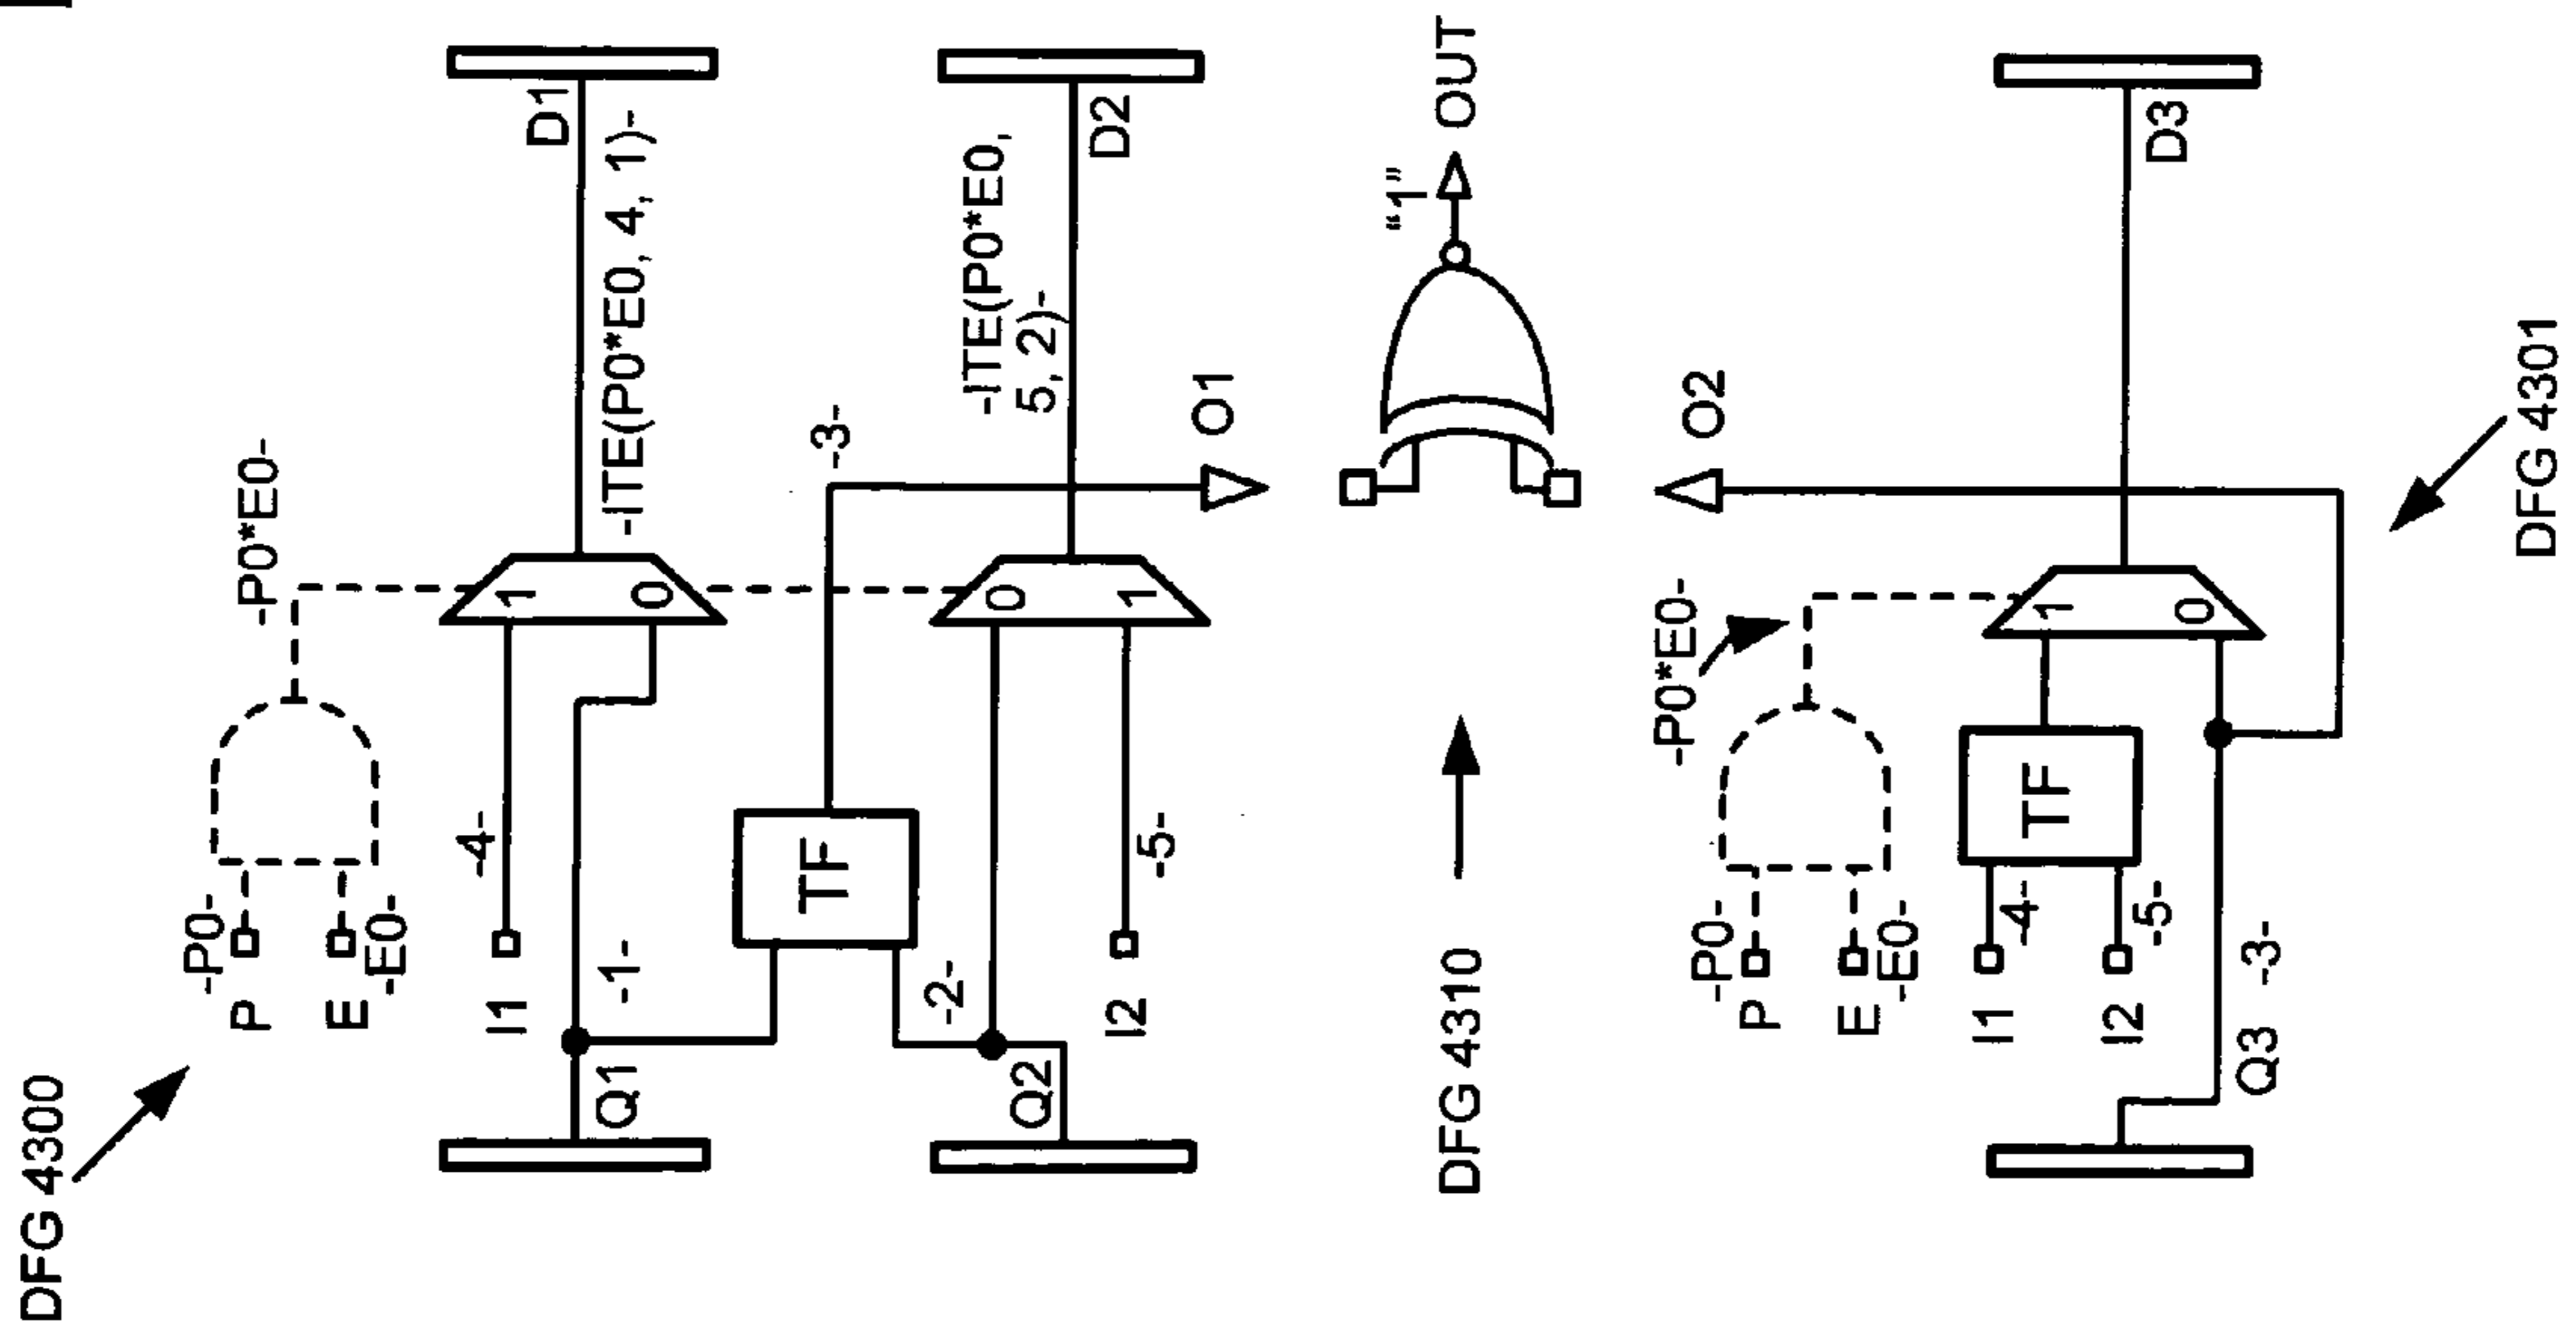 DFG 4300
-P0-
P
E
-E0-
-P0*E0-
I1
-4-
D1
1
0
-ITE(P0*E0, 4, 1)-
Q1
-1-
TF
-3-
-2-
Q2
0
1
-ITE(P0*E0,
5, 2)-
D2
I2
-5-
O1
DFG 4310
"1"
OUT
O2
-P0*E0-
-P0-
P
E
-E0-
I1
-4-
TF
I2
-5-
1
0
D3
Q3
-3-
DFG 4301